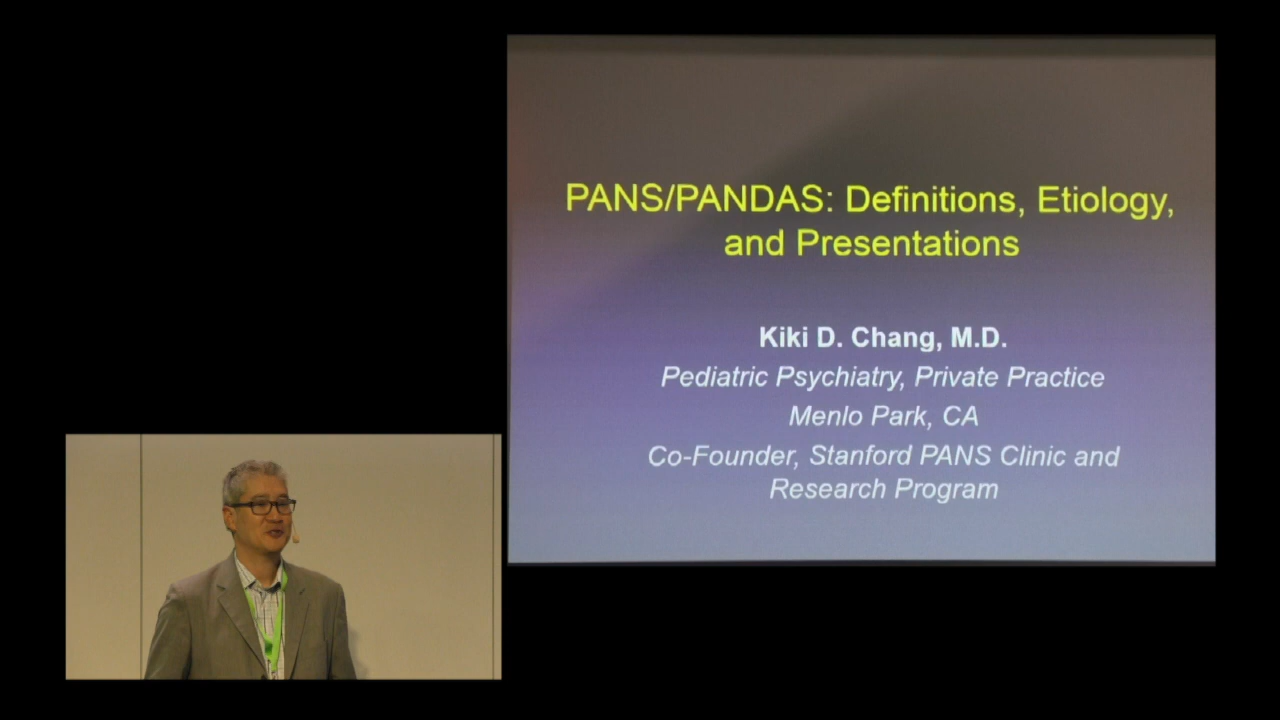 PANS/PANDAS: Definitions, Etiology,
and Presentations
Kiki D. Chang, M.D.
Pediatric Psychiatry, Private Practice
Menlo Park, CA
Co-Founder, Stanford PANS Clinic and
Research Program